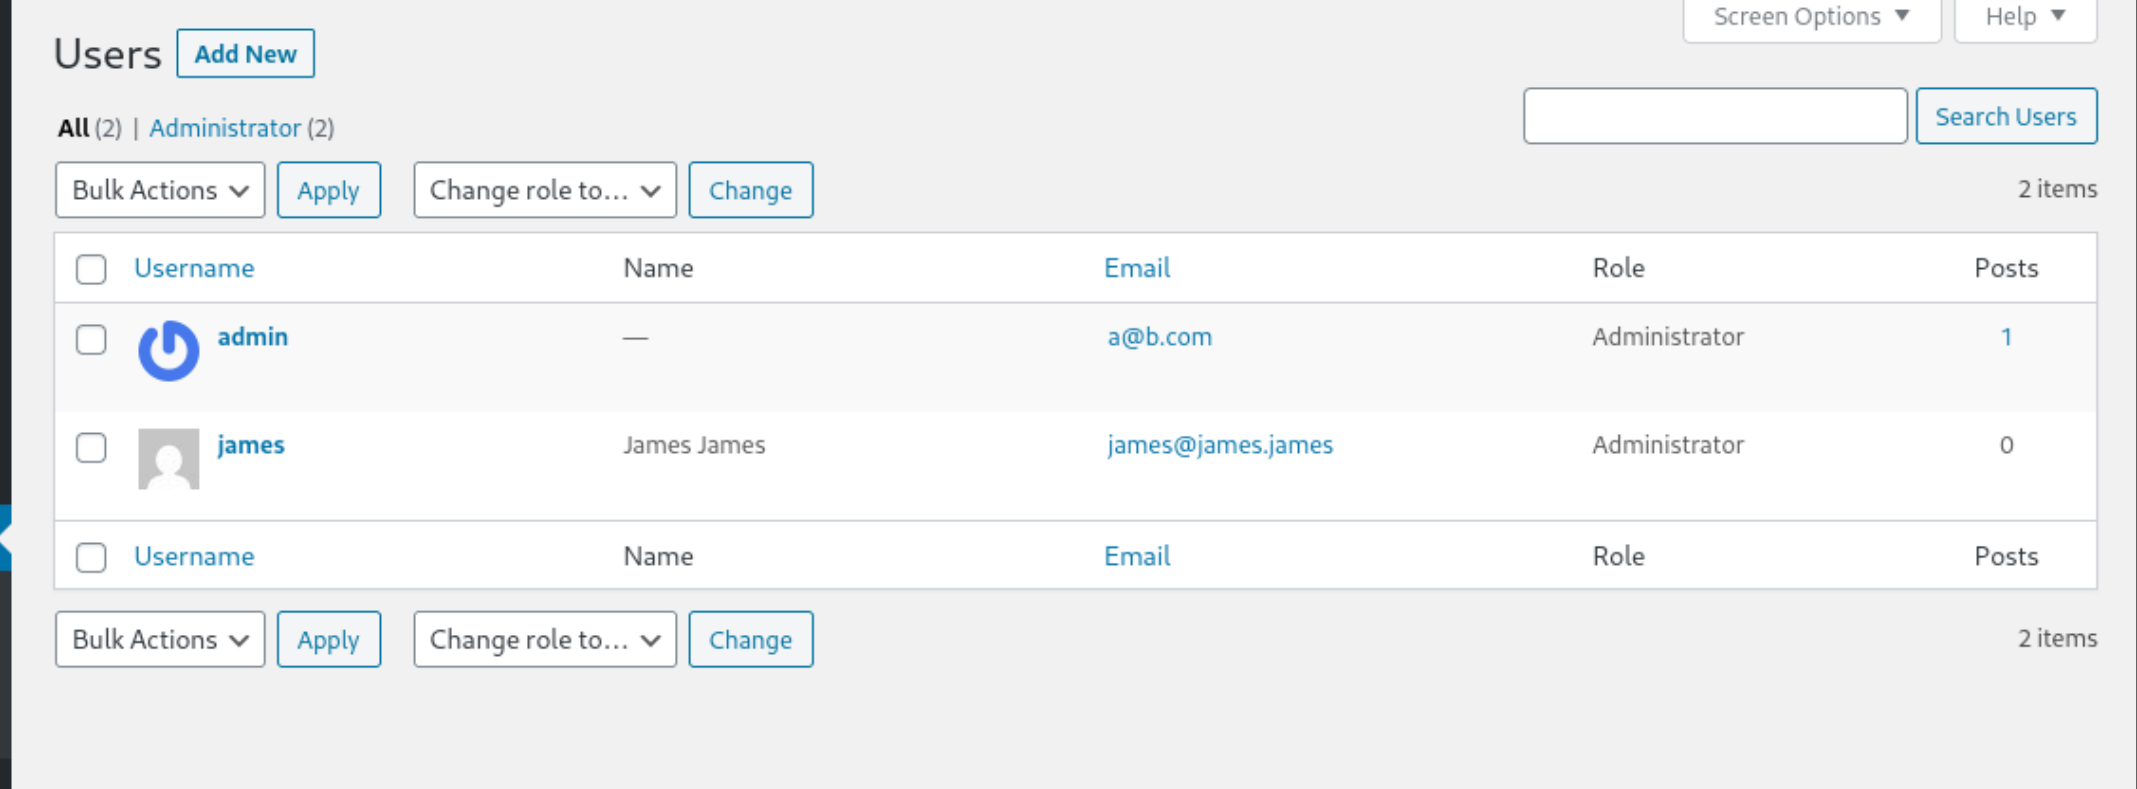 Screen Options ▼ Help ▼
Users Add New
Search Users
All (2) | Administrator (2)
Bulk Actions Apply Change role to... Change 2 items
Username Name Email Role Posts
admin — a@b.com Administrator 1
james James James james@james.james Administrator 0
Username Name Email Role Posts
Bulk Actions Apply Change role to... Change 2 items